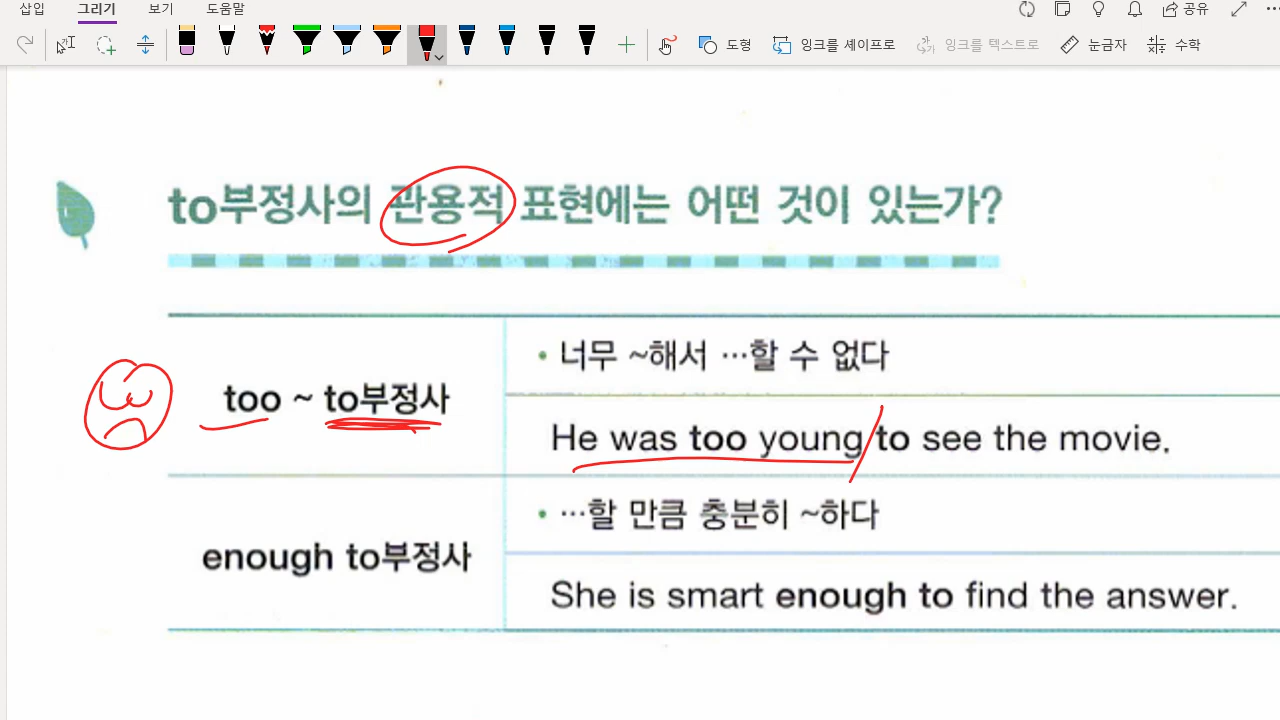 삽입 그리기 보기 도움말 공유
도형 잉크를 셰이프로 잉크를 텍스트로 눈금자 수학
to부정사의 관용적 표현에는 어떤 것이 있는가?
• 너무 ~해서 …할 수 없다
too ~ to부정사
He was too young to see the movie.
• …할 만큼 충분히 ~하다
enough to부정사
She is smart enough to find the answer.